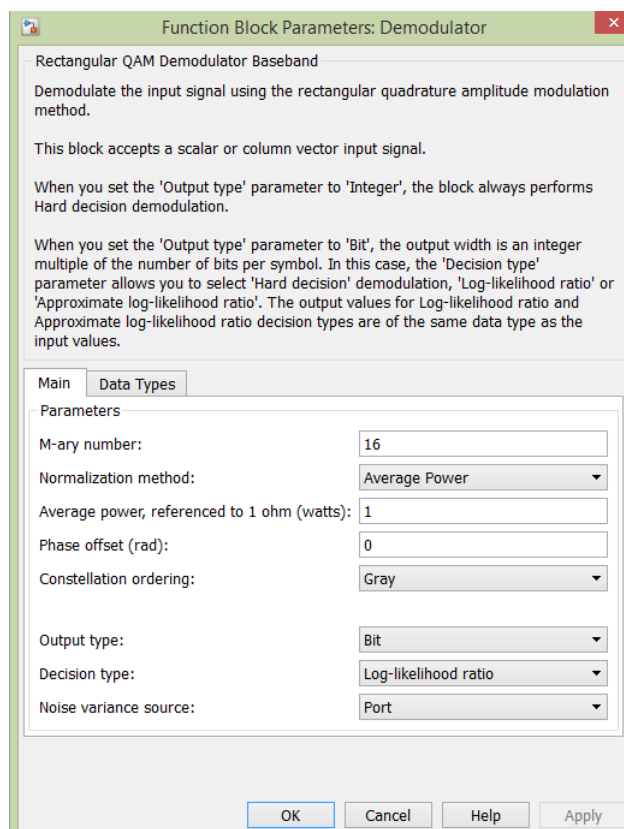 Function Block Parameters: Demodulator
Rectangular QAM Demodulator Baseband
Demodulate the input signal using the rectangular quadrature amplitude modulation
method.
This block accepts a scalar or column vector input signal.
When you set the 'Output type' parameter to 'Integer', the block always performs
Hard decision demodulation.
When you set the 'Output type' parameter to 'Bit', the output width is an integer
multiple of the number of bits per symbol. In this case, the 'Decision type'
parameter allows you to select 'Hard decision' demodulation, 'Log-likelihood ratio' or
'Approximate log-likelihood ratio'. The output values for Log-likelihood ratio and
Approximate log-likelihood ratio decision types are of the same data type as the
input values.
Main Data Types
Parameters
M-ary number: 16
Normalization method: Average Power
Average power, referenced to 1 ohm (watts): 1
Phase offset (rad): 0
Constellation ordering: Gray
Output type: Bit
Decision type: Log-likelihood ratio
Noise variance source: Port
OK Cancel Help Apply